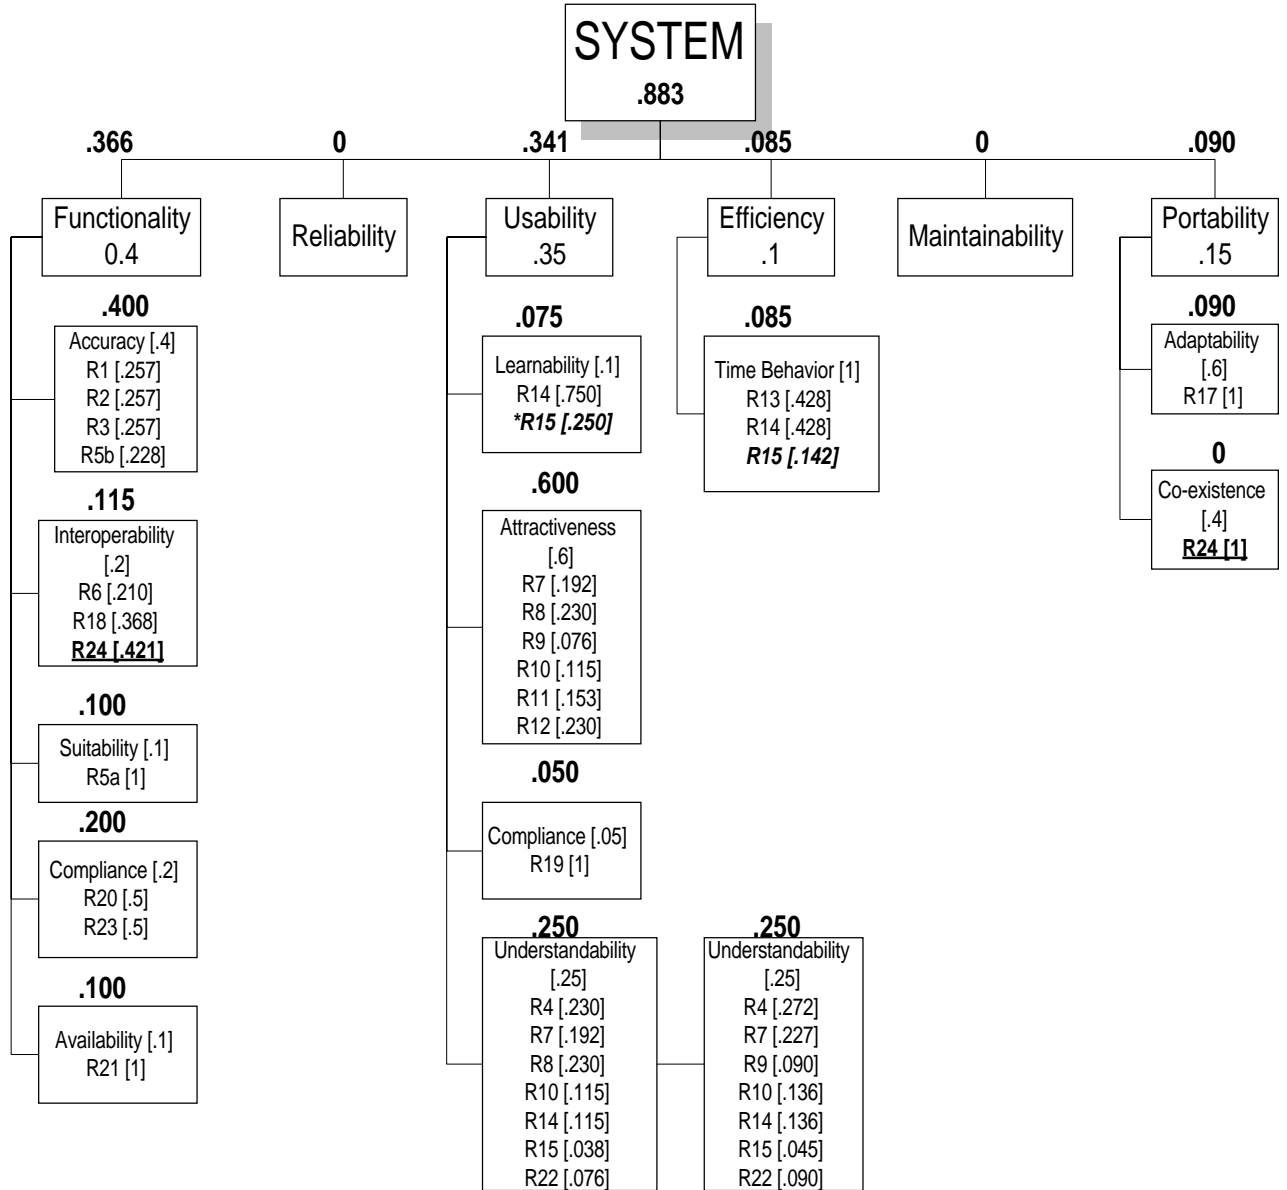 SYSTEM
.883
.366
0
.341
.085
0
.090
Functionality
0.4
Reliability
Usability
.35
Efficiency
.1
Maintainability
Portability
.15
.400
Accuracy [.4]
R1 [.257]
R2 [.257]
R3 [.257]
R5b [.228]
.115
Interoperability
[.2]
R6 [.210]
R18 [.368]
R24 [.421]
.100
Suitability [.1]
R5a [1]
.200
Compliance [.2]
R20 [.5]
R23 [.5]
.100
Availability [.1]
R21 [1]
.075
Learnability [.1]
R14 [.750]
*R15 [.250]
.600
Attractiveness
[.6]
R7 [.192]
R8 [.230]
R9 [.076]
R10 [.115]
R11 [.153]
R12 [.230]
.050
Compliance [.05]
R19 [1]
.250
Understandability
[.25]
R4 [.230]
R7 [.192]
R8 [.230]
R10 [.115]
R14 [.115]
R15 [.038]
R22 [.076]
.250
Understandability
[.25]
R4 [.272]
R7 [.227]
R9 [.090]
R10 [.136]
R14 [.136]
R15 [.045]
R22 [.090]
.085
Time Behavior [1]
R13 [.428]
R14 [.428]
R15 [.142]
.090
Adaptability
[.6]
R17 [1]
0
Co-existence
[.4]
R24 [1]